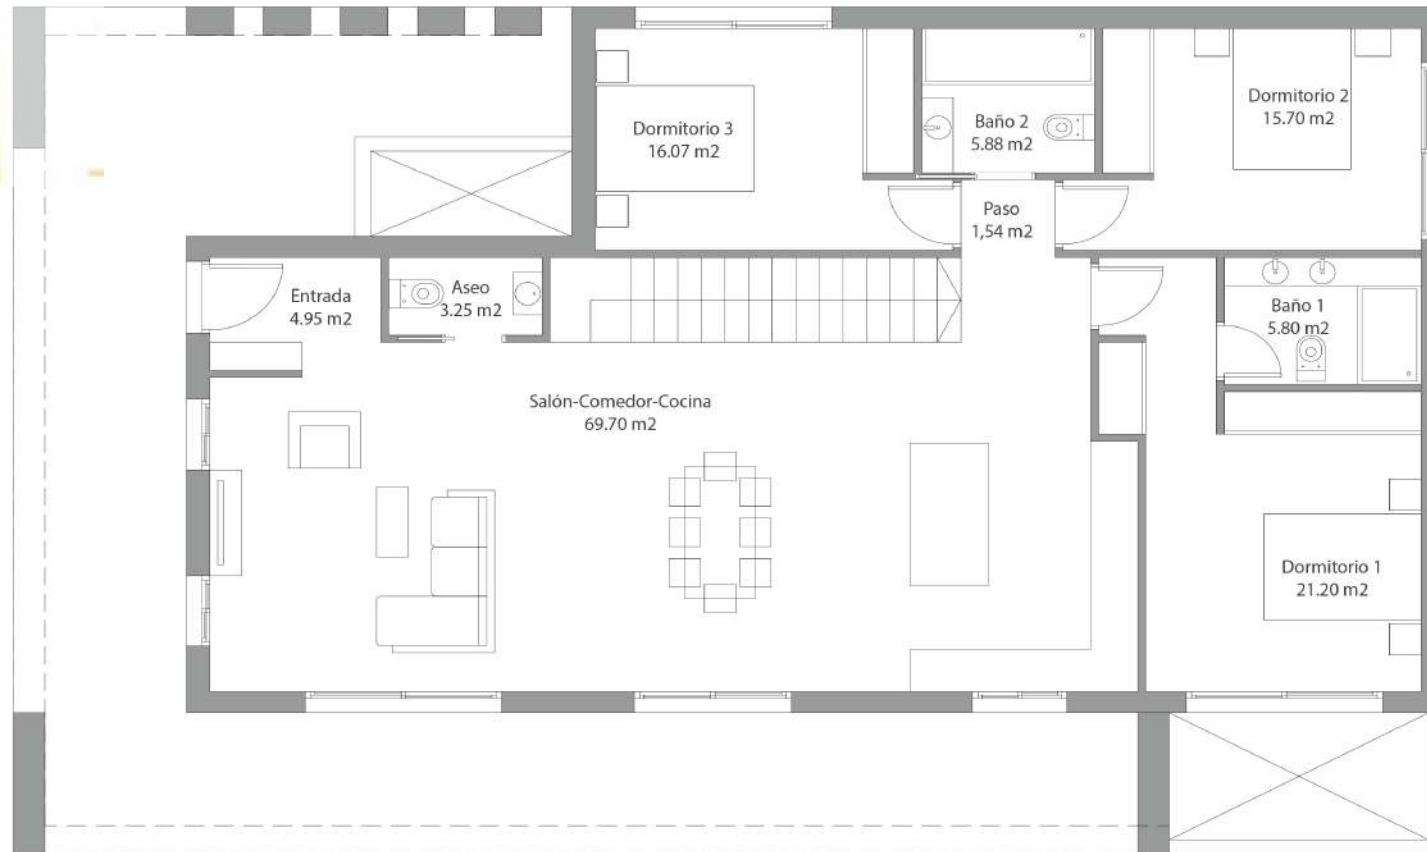 Dormitorio 3
16.07 m2
Baño 2
5.88 m2
Dormitorio 2
15.70 m2
Paso
1,54 m2
Entrada
4.95 m2
Aseo
3.25 m2
Baño 1
5.80 m2
Salón-Comedor-Cocina
69.70 m2
Dormitorio 1
21.20 m2